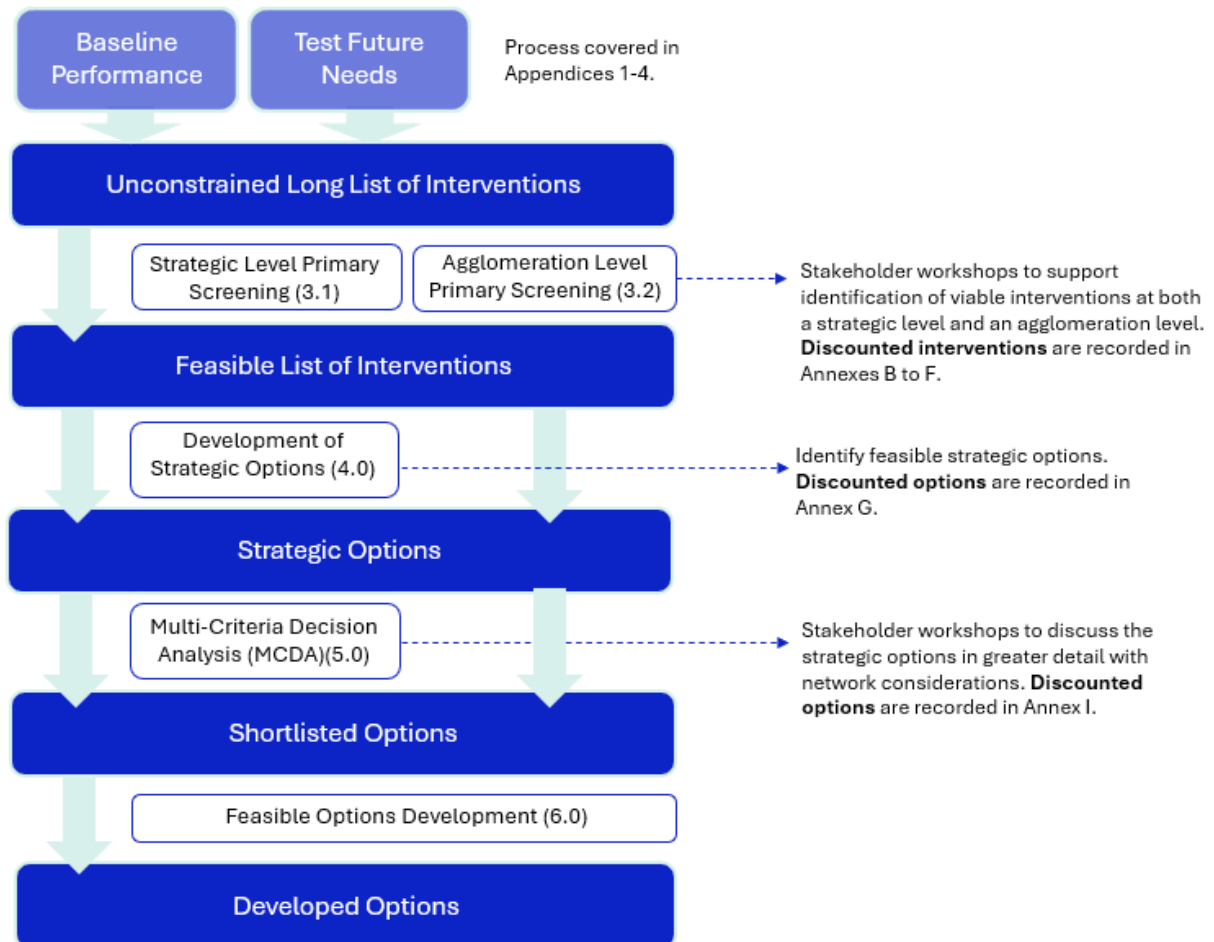 Baseline
Performance
Test Future
Needs
Process covered in
Appendices 1-4.
Unconstrained Long List of Interventions
Strategic Level Primary
Screening (3.1)
Agglomeration Level
Primary Screening (3.2)
Stakeholder workshops to support
identification of viable interventions at both
a strategic level and an agglomeration level.
Discounted interventions are recorded in
Annexes B to F.
Feasible List of Interventions
Development of
Strategic Options (4.0)
Identify feasible strategic options.
Discounted options are recorded in
Annex G.
Strategic Options
Multi-Criteria Decision
Analysis (MCDA)(5.0)
Stakeholder workshops to discuss the
strategic options in greater detail with
network considerations. Discounted
options are recorded in Annex I.
Shortlisted Options
Feasible Options Development (6.0)
Developed Options